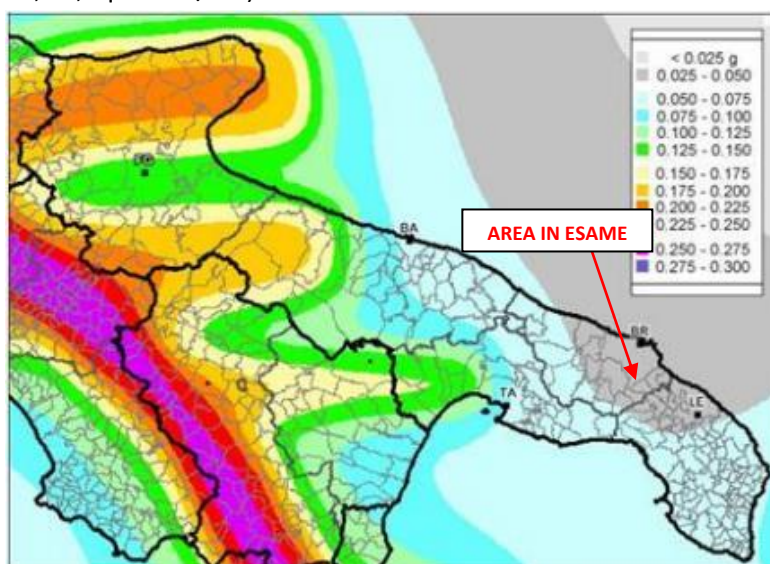 < 0.025 g
0.025 - 0.050
0.050 - 0.075
0.075 - 0.100
0.100 - 0.125
0.125 - 0.150
0.150 - 0.175
0.175 - 0.200
0.200 - 0.225
0.225 - 0.250
0.250 - 0.275
0.275 - 0.300
FG
BA
AREA IN ESAME
BR
TA
LE